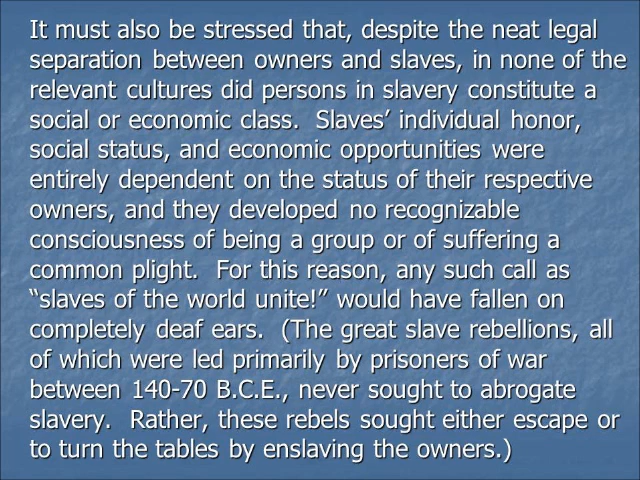 It must also be stressed that, despite the neat legal
separation between owners and slaves, in none of the
relevant cultures did persons in slavery constitute a
social or economic class.  Slaves’ individual honor,
social status, and economic opportunities were
entirely dependent on the status of their respective
owners, and they developed no recognizable
consciousness of being a group or of suffering a
common plight.  For this reason, any such call as
“slaves of the world unite!” would have fallen on
completely deaf ears.  (The great slave rebellions, all
of which were led primarily by prisoners of war
between 140-70 B.C.E., never sought to abrogate
slavery.  Rather, these rebels sought either escape or
to turn the tables by enslaving the owners.)